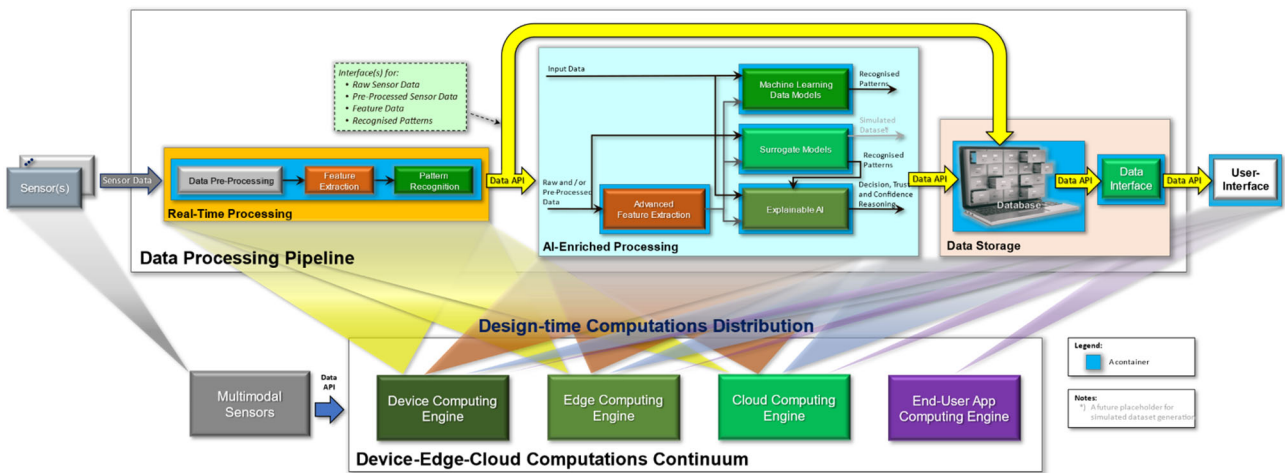 Interface(s) for:
• Raw Sensor Data
• Pre-Processed Sensor Data
• Feature Data
• Recognised Patterns
Sensor(s)
Sensor Data
Data Pre-Processing
Feature
Extraction
Pattern
Recognition
Real-Time Processing
Data API
Data Processing Pipeline
Input Data
Raw and / or
Pre-Processed
Data
Advanced
Feature Extraction
Machine Learning
Data Models
Surrogate Models
Explainable AI
Recognised
Patterns
Simulated
Dataset*)
Recognised
Patterns
Decision, Trust
and Confidence
Reasoning
AI-Enriched Processing
Data API
Database
Data API
Data
Interface
Data Storage
Data API
User-
Interface
Design-time Computations Distribution
Multimodal
Sensors
Data
API
Device Computing
Engine
Edge Computing
Engine
Cloud Computing
Engine
End-User App
Computing Engine
Device-Edge-Cloud Computations Continuum
Legend:
A container
Notes:
*) A future placeholder for
simulated dataset generation